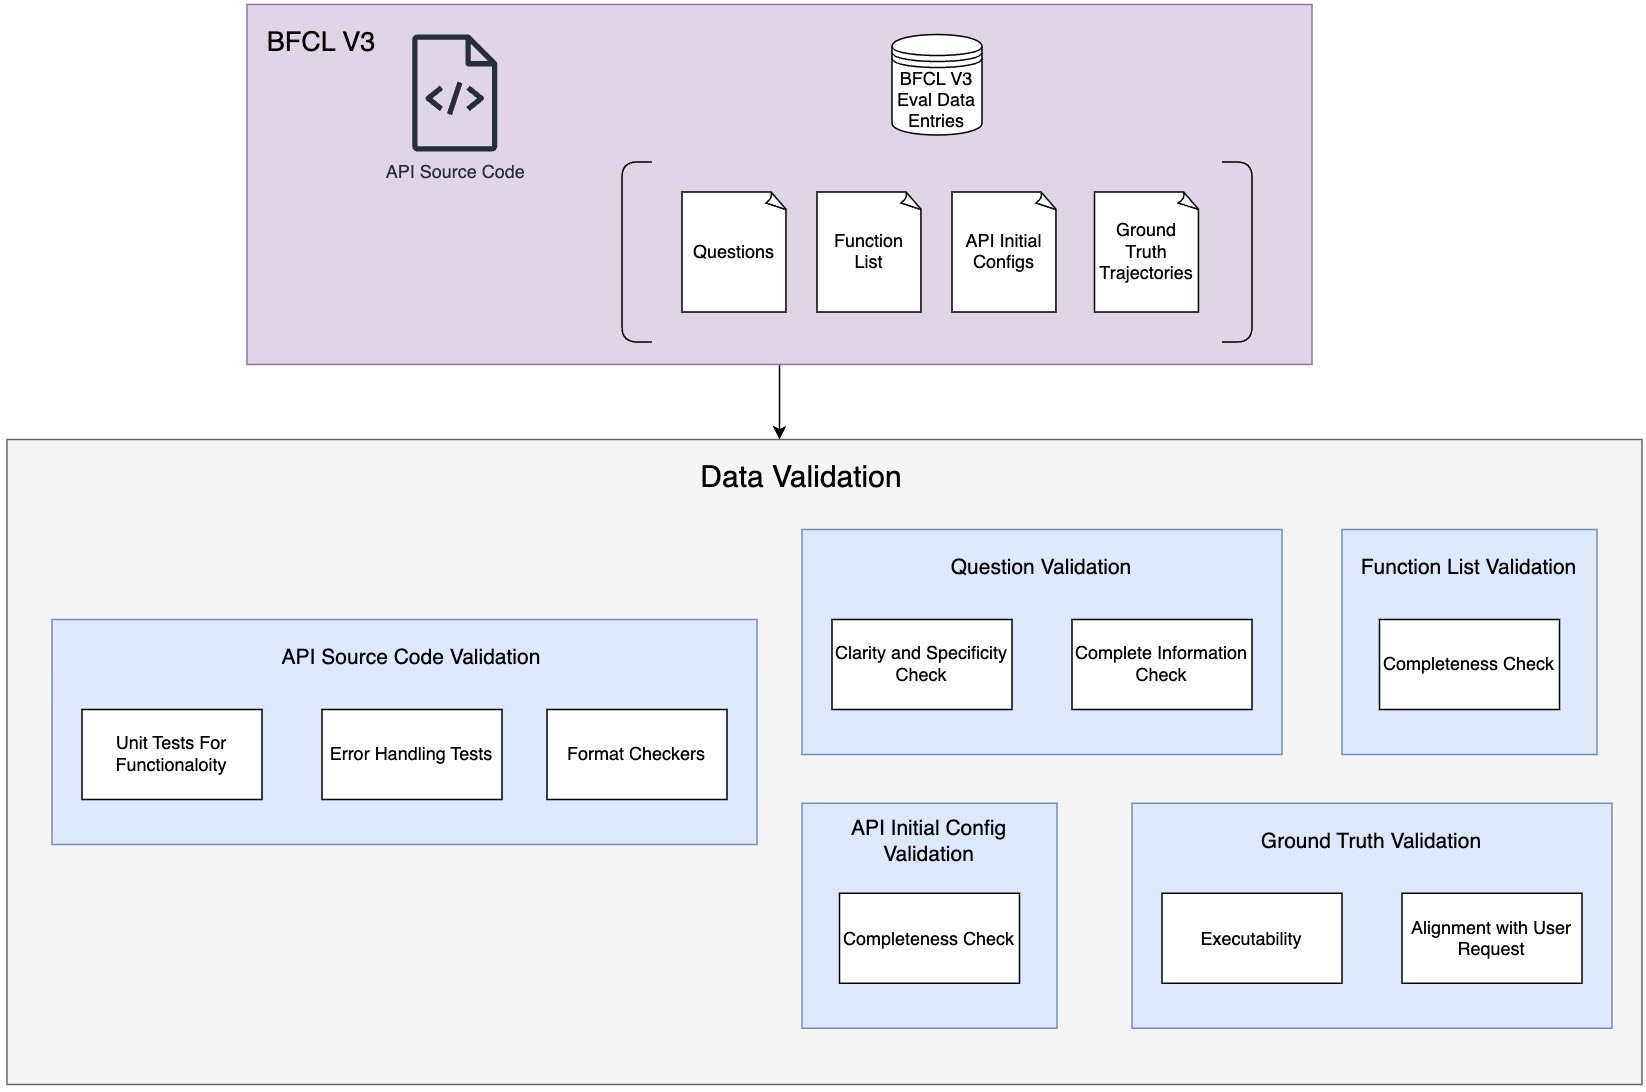 BFCL V3
API Source Code
BFCL V3
Eval Data
Entries
Questions
Function
List
API Initial
Configs
Ground
Truth
Trajectories
Data Validation
API Source Code Validation
Unit Tests For
Functionaloity
Error Handling Tests
Format Checkers
Question Validation
Clarity and Specificity
Check
Complete Information
Check
Function List Validation
Completeness Check
API Initial Config
Validation
Completeness Check
Ground Truth Validation
Executability
Alignment with User
Request